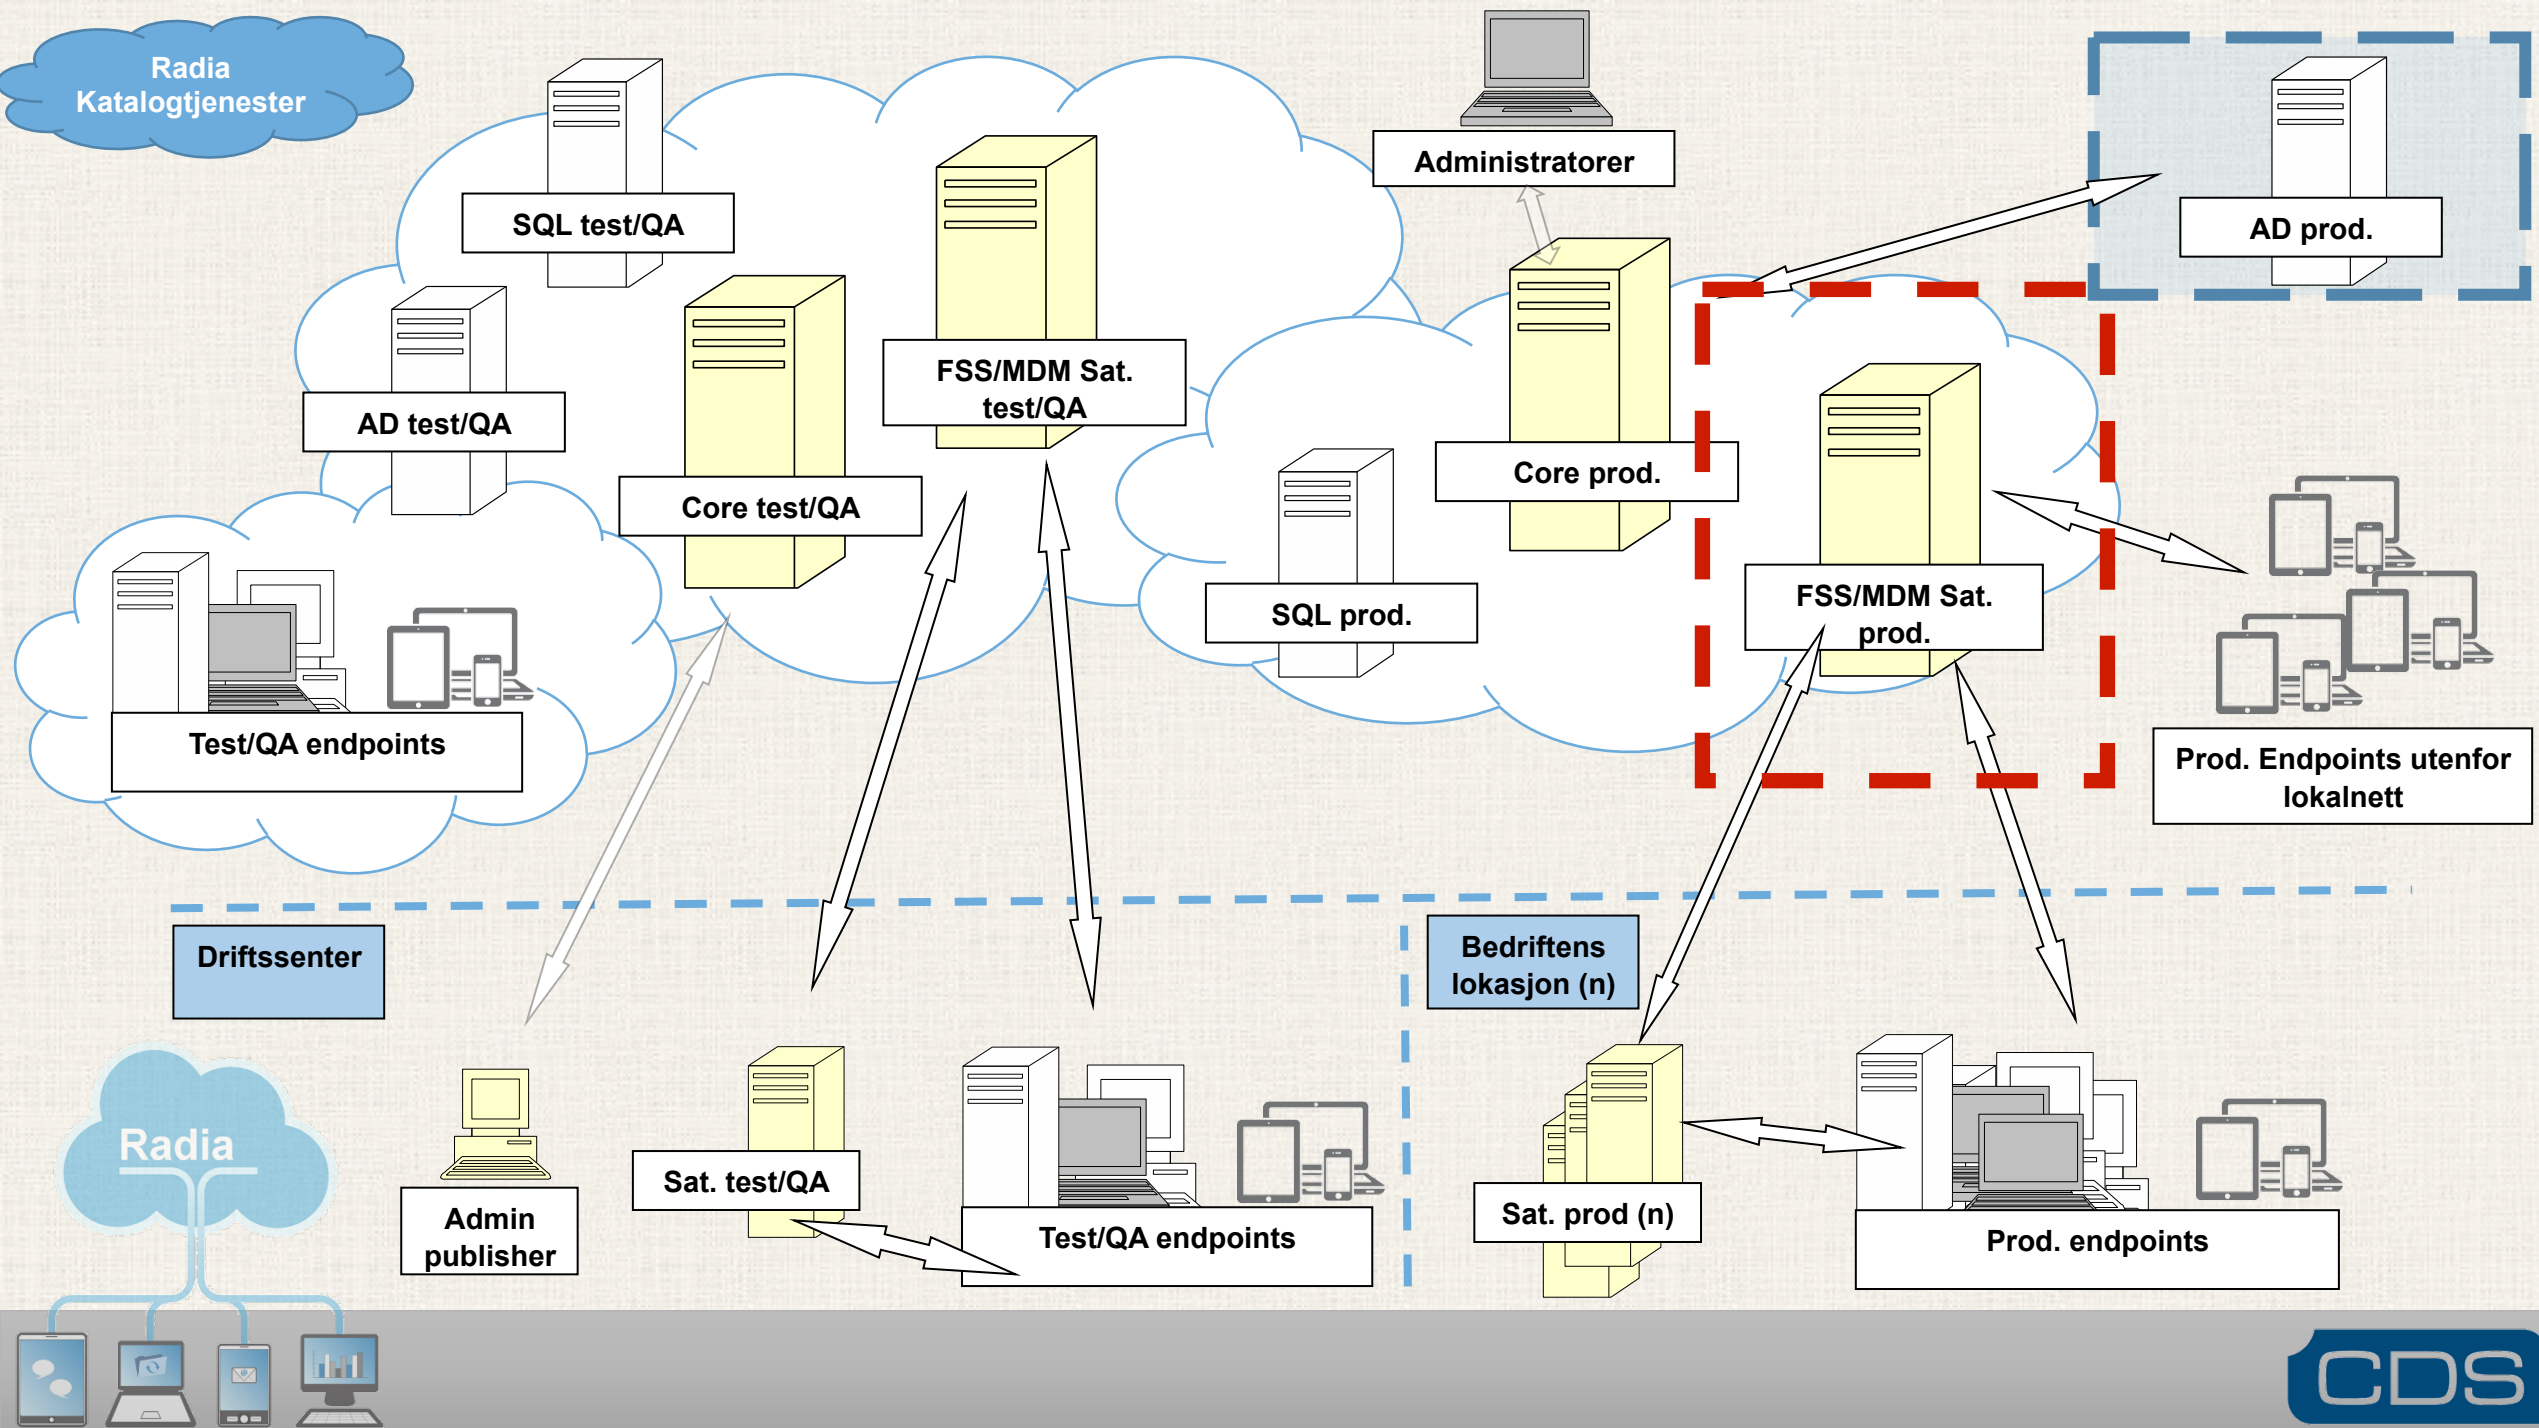 Radia
Katalogtjenester
SQL test/QA
Administratorer
AD prod.
FSS/MDM Sat.
test/QA
AD test/QA
Core test/QA
Core prod.
SQL prod.
FSS/MDM Sat.
prod.
Test/QA endpoints
Prod. Endpoints utenfor
lokalnett
Driftssenter
Bedriftens
lokasjon (n)
Radia
Admin
publisher
Sat. test/QA
Test/QA endpoints
Sat. prod (n)
Prod. endpoints
CDS